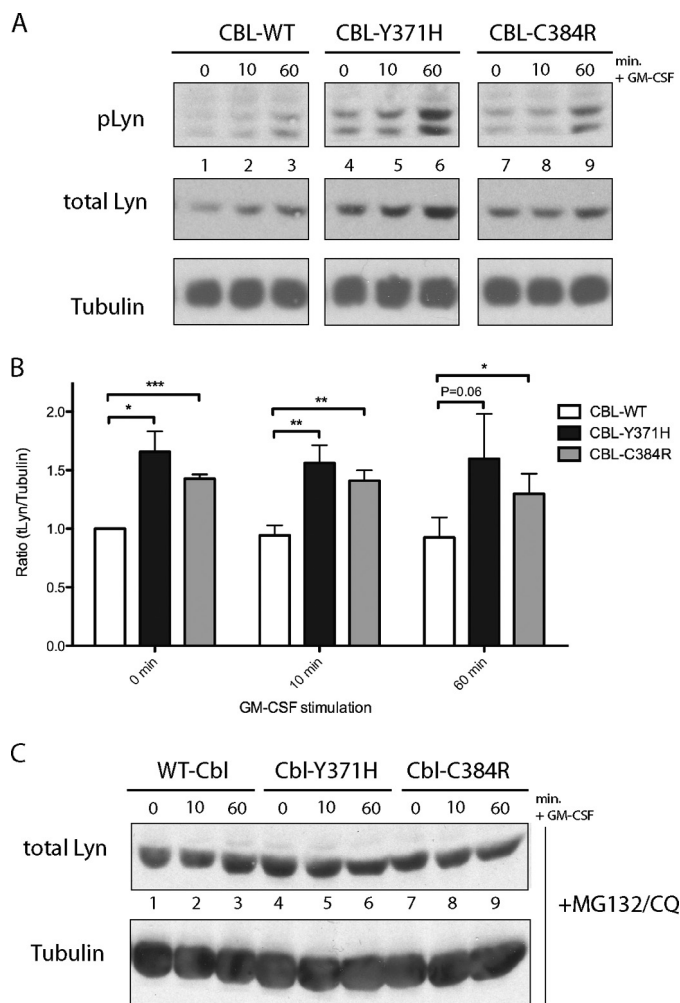 A
CBL-WT CBL-Y371H CBL-C384R
0 10 60 0 10 60 0 10 60 min.
+ GM-CSF
pLyn
1 2 3 4 5 6 7 8 9
total Lyn
Tubulin
B
*** ** *
* ** P=0.06
CBL-WT
CBL-Y371H
CBL-C384R
2.0
1.5
1.0
0.5
0.0
Ratio (tLyn/Tubulin)
0 min 10 min 60 min
GM-CSF stimulation
C
WT-Cbl Cbl-Y371H Cbl-C384R
0 10 60 0 10 60 0 10 60 min.
+ GM-CSF
total Lyn
1 2 3 4 5 6 7 8 9
+MG132/CQ
Tubulin